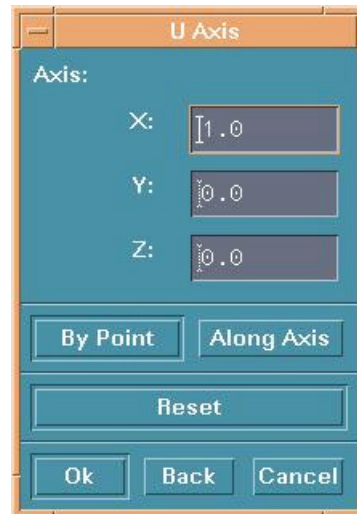 U Axis
Axis:
X: 1.0
Y: 0.0
Z: 0.0
By Point Along Axis
Reset
Ok Back Cancel